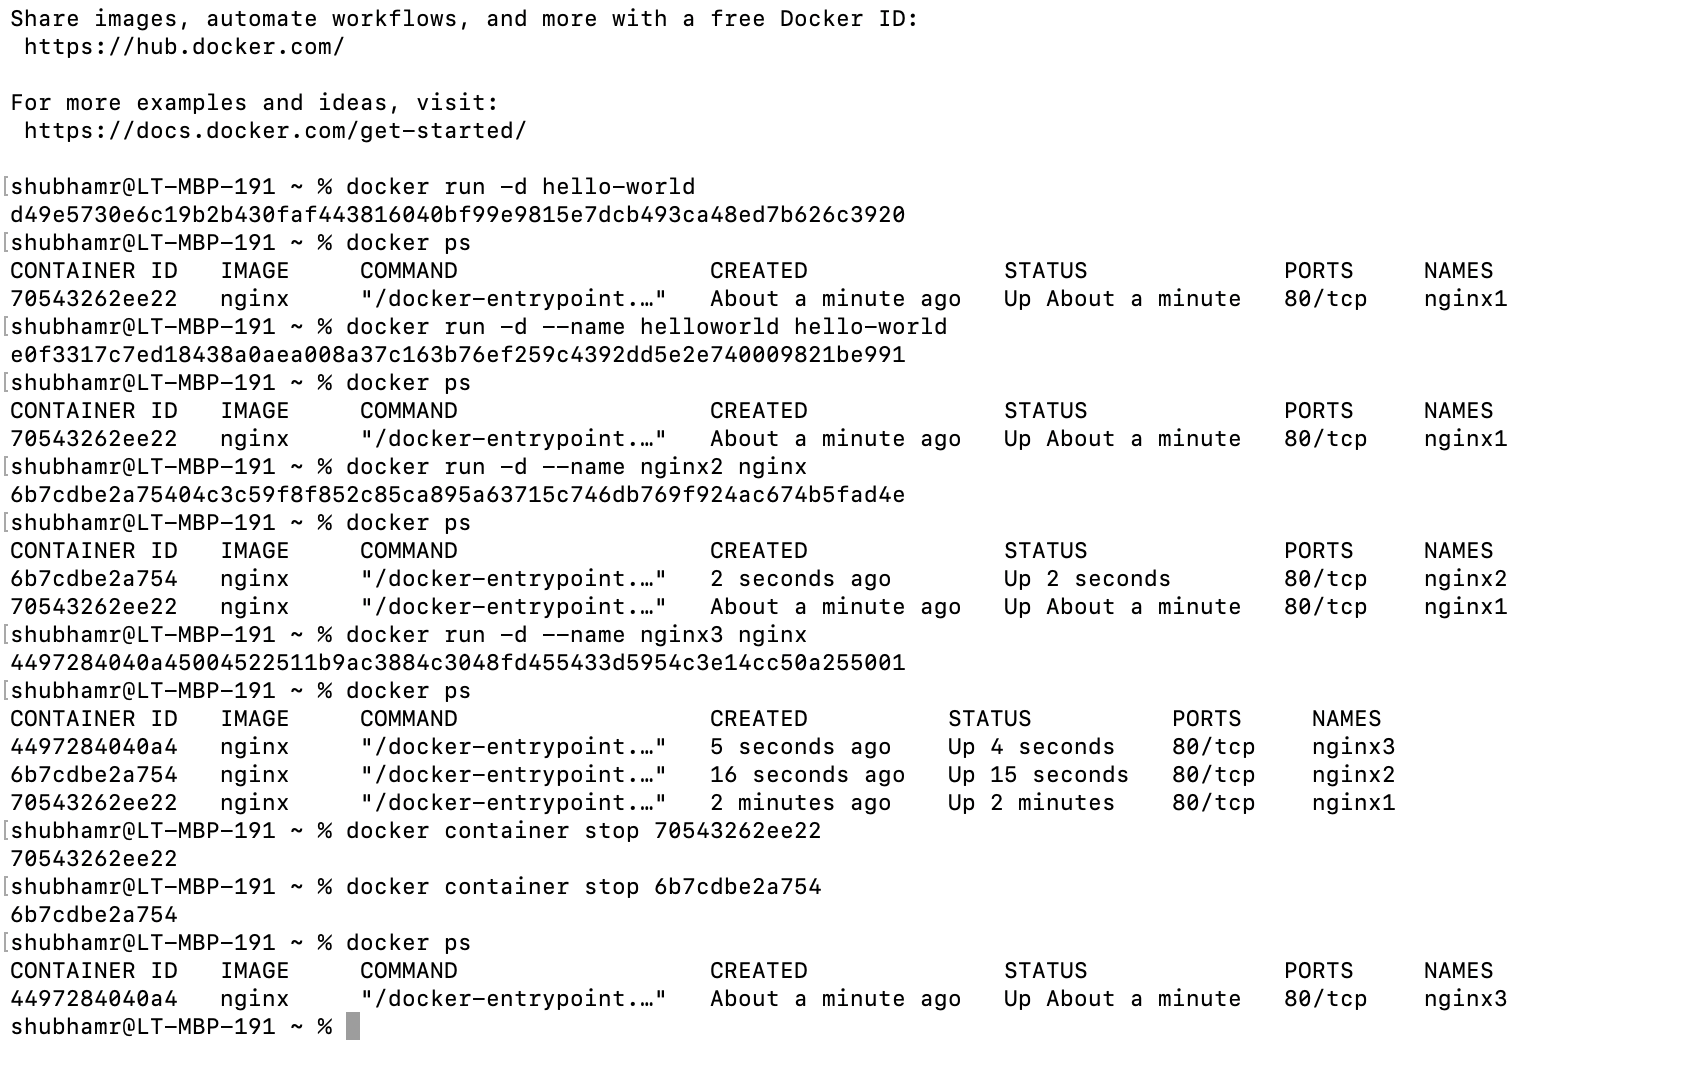 Share images, automate workflows, and more with a free Docker ID:
 https://hub.docker.com/

For more examples and ideas, visit:
 https://docs.docker.com/get-started/

[shubhamr@LT-MBP-191 ~ % docker run -d hello-world
d49e5730e6c19b2b430faf443816040bf99e9815e7dcb493ca48ed7b626c3920
[shubhamr@LT-MBP-191 ~ % docker ps
CONTAINER ID   IMAGE     COMMAND                  CREATED              STATUS              PORTS     NAMES
70543262ee22   nginx     "/docker-entrypoint.…"   About a minute ago   Up About a minute   80/tcp    nginx1
[shubhamr@LT-MBP-191 ~ % docker run -d --name helloworld hello-world
e0f3317c7ed18438a0aea008a37c163b76ef259c4392dd5e2e740009821be991
[shubhamr@LT-MBP-191 ~ % docker ps
CONTAINER ID   IMAGE     COMMAND                  CREATED              STATUS              PORTS     NAMES
70543262ee22   nginx     "/docker-entrypoint.…"   About a minute ago   Up About a minute   80/tcp    nginx1
[shubhamr@LT-MBP-191 ~ % docker run -d --name nginx2 nginx
6b7cdbe2a75404c3c59f8f852c85ca895a63715c746db769f924ac674b5fad4e
[shubhamr@LT-MBP-191 ~ % docker ps
CONTAINER ID   IMAGE     COMMAND                  CREATED              STATUS              PORTS     NAMES
6b7cdbe2a754   nginx     "/docker-entrypoint.…"   2 seconds ago        Up 2 seconds        80/tcp    nginx2
70543262ee22   nginx     "/docker-entrypoint.…"   About a minute ago   Up About a minute   80/tcp    nginx1
[shubhamr@LT-MBP-191 ~ % docker run -d --name nginx3 nginx
4497284040a45004522511b9ac3884c3048fd455433d5954c3e14cc50a255001
[shubhamr@LT-MBP-191 ~ % docker ps
CONTAINER ID   IMAGE     COMMAND                  CREATED          STATUS          PORTS     NAMES
4497284040a4   nginx     "/docker-entrypoint.…"   5 seconds ago    Up 4 seconds    80/tcp    nginx3
6b7cdbe2a754   nginx     "/docker-entrypoint.…"   16 seconds ago   Up 15 seconds   80/tcp    nginx2
70543262ee22   nginx     "/docker-entrypoint.…"   2 minutes ago    Up 2 minutes    80/tcp    nginx1
[shubhamr@LT-MBP-191 ~ % docker container stop 70543262ee22
70543262ee22
[shubhamr@LT-MBP-191 ~ % docker container stop 6b7cdbe2a754
6b7cdbe2a754
[shubhamr@LT-MBP-191 ~ % docker ps
CONTAINER ID   IMAGE     COMMAND                  CREATED              STATUS              PORTS     NAMES
4497284040a4   nginx     "/docker-entrypoint.…"   About a minute ago   Up About a minute   80/tcp    nginx3
shubhamr@LT-MBP-191 ~ %